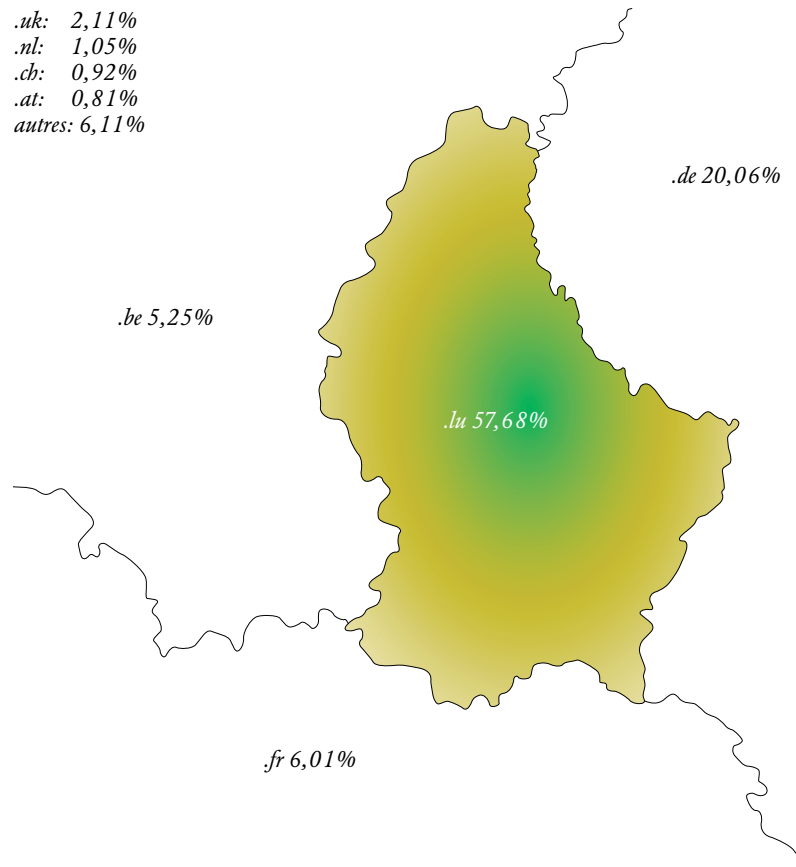 .uk: 2,11%
.nl: 1,05%
.ch: 0,92%
.at: 0,81%
autres: 6,11%
.de 20,06%
.be 5,25%
.lu 57,68%
.fr 6,01%